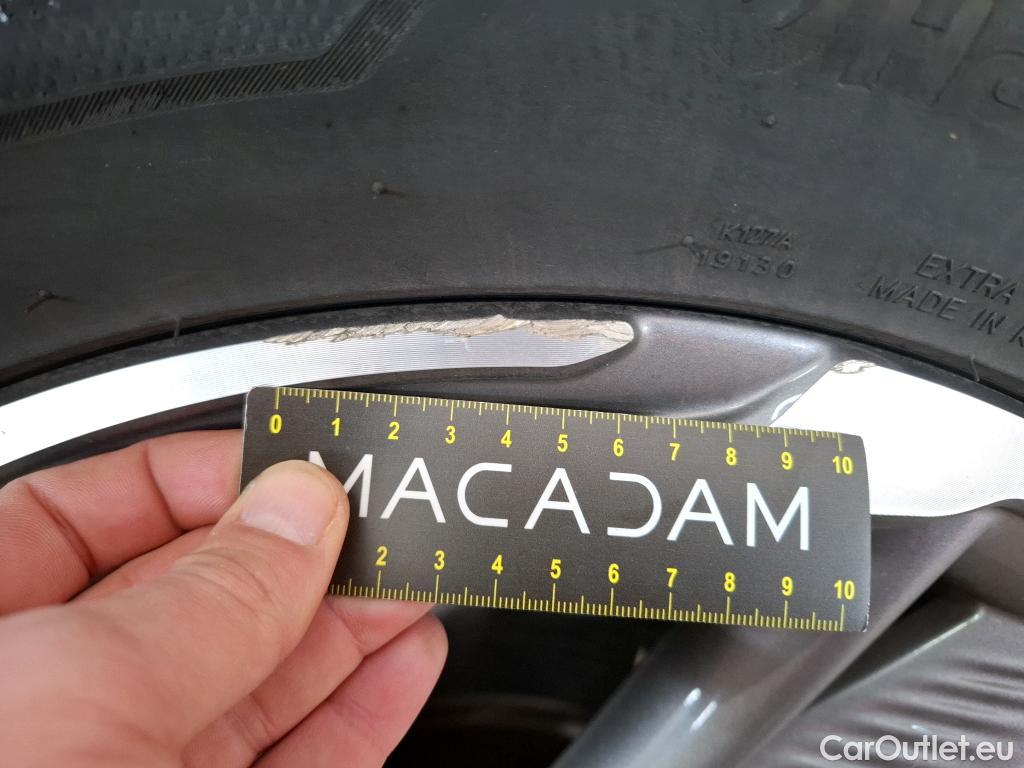 K127/A
19130
EXTRA
MADE IN K
0 1 2 3 4 5 6 7 8 9 10
MACADAM
2 3 4 5 6 7 8 9 10
CarOutlet.eu